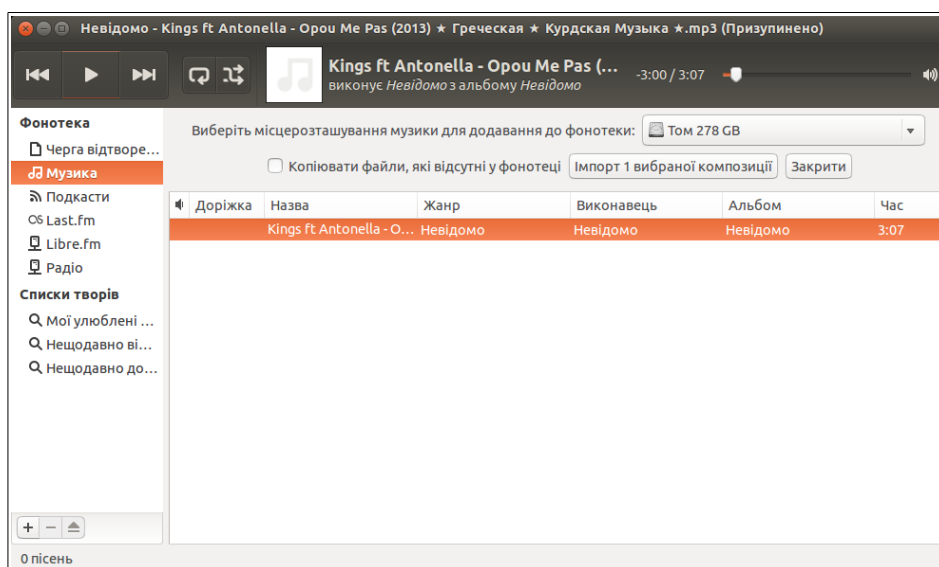 Невідомо - Kings ft Antonella - Opou Me Pas (2013) ★ Греческая ★ Курдская Музыка ★.mp3 (Призупинено)
Kings ft Antonella - Opou Me Pas (…
виконує Невідомо з альбому Невідомо
-3:00 / 3:07
Фонотека
Черга відтворе…
Музика
Подкасти
Last.fm
Libre.fm
Радіо
Списки творів
Мої улюблені …
Нещодавно ві…
Нещодавно до…
Виберіть місцерозташування музики для додавання до фонотеки: Том 278 GB
Копіювати файли, які відсутні у фонотеці Імпорт 1 вибраної композиції Закрити
Доріжка Назва Жанр Виконавець Альбом Час
Kings ft Antonella - O… Невідомо Невідомо Невідомо 3:07
0 пісень